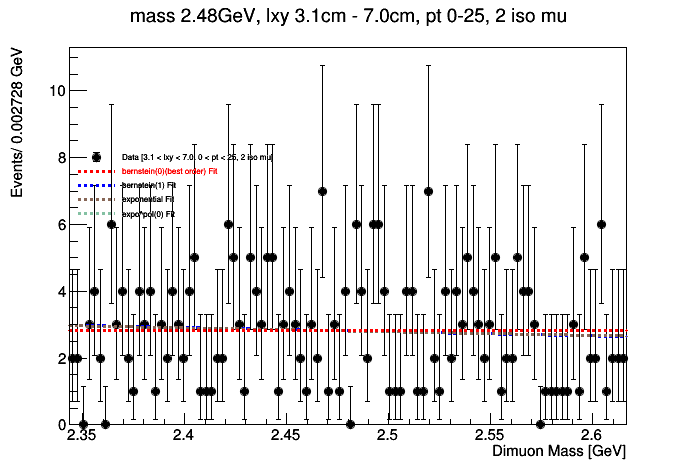 mass 2.48GeV, lxy 3.1cm - 7.0cm, pt 0-25, 2 iso mu
Events/ 0.002728 GeV
10
8
6
4
2
0
Data [3.1 < lxy < 7.0, 0 < pt < 25, 2 iso mu]
bernstein(0)(best order) Fit
bernstein(1) Fit
exponential Fit
expo*pol(0) Fit
2.35 2.4 2.45 2.5 2.55 2.6
Dimuon Mass [GeV]